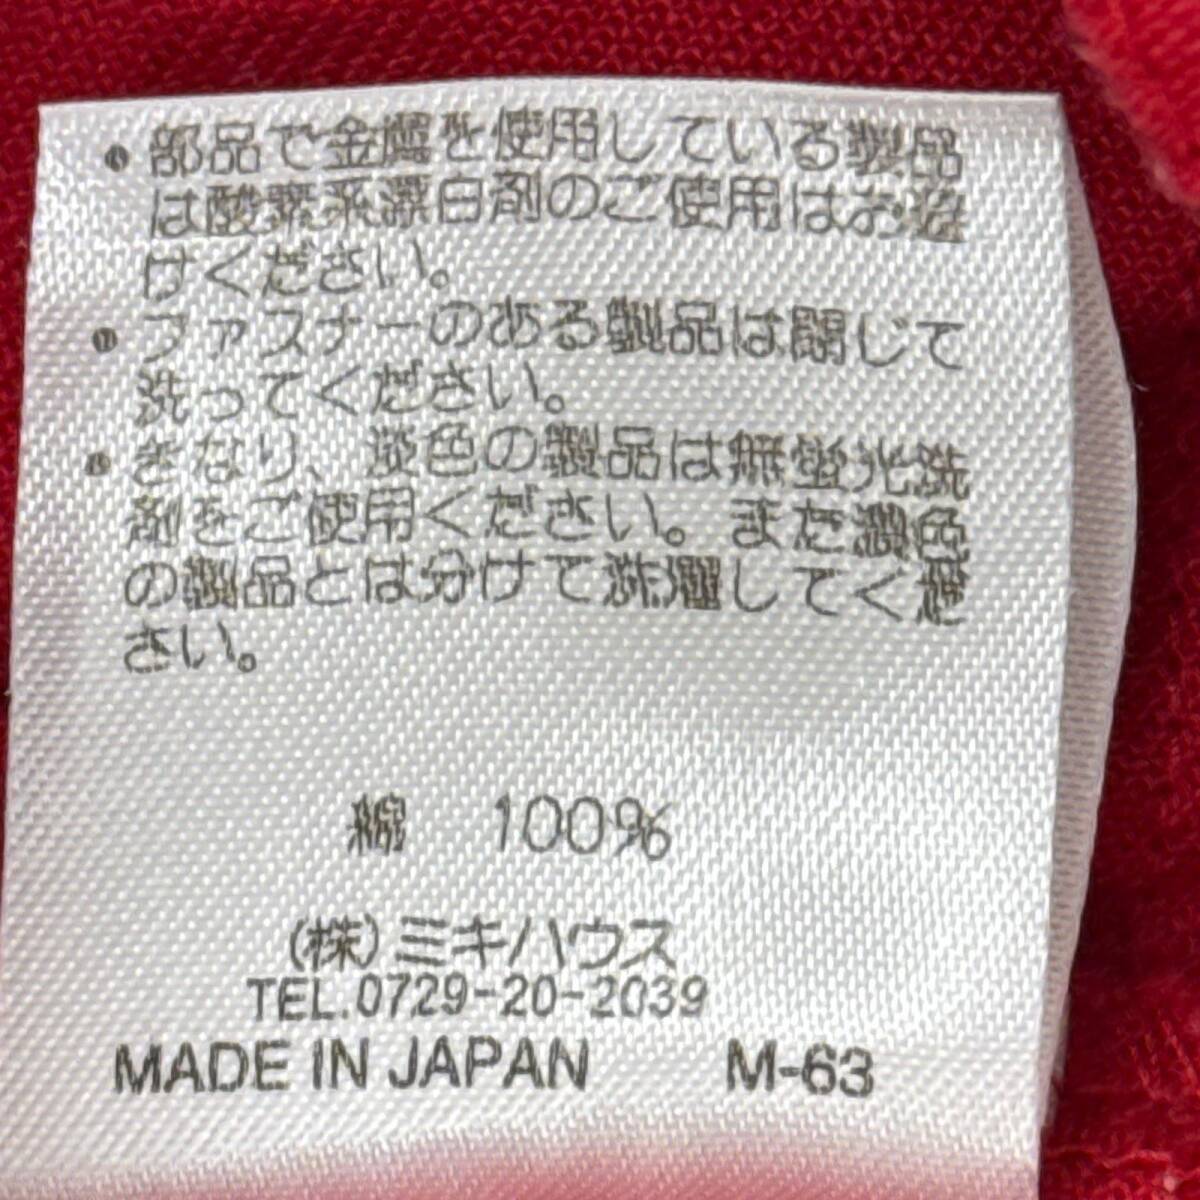 ・部品で金属を使用している製品
は酸素系漂白剤のご使用はお避
けください。
・ファスナーのある製品は閉じて
洗ってください。
・きなり、淡色の製品は無蛍光洗
剤をご使用ください。また濃色
の製品とは分けて洗濯してくだ
さい。
綿 100%
(株)ミキハウス
TEL.0729-20-2039
MADE IN JAPAN M-63